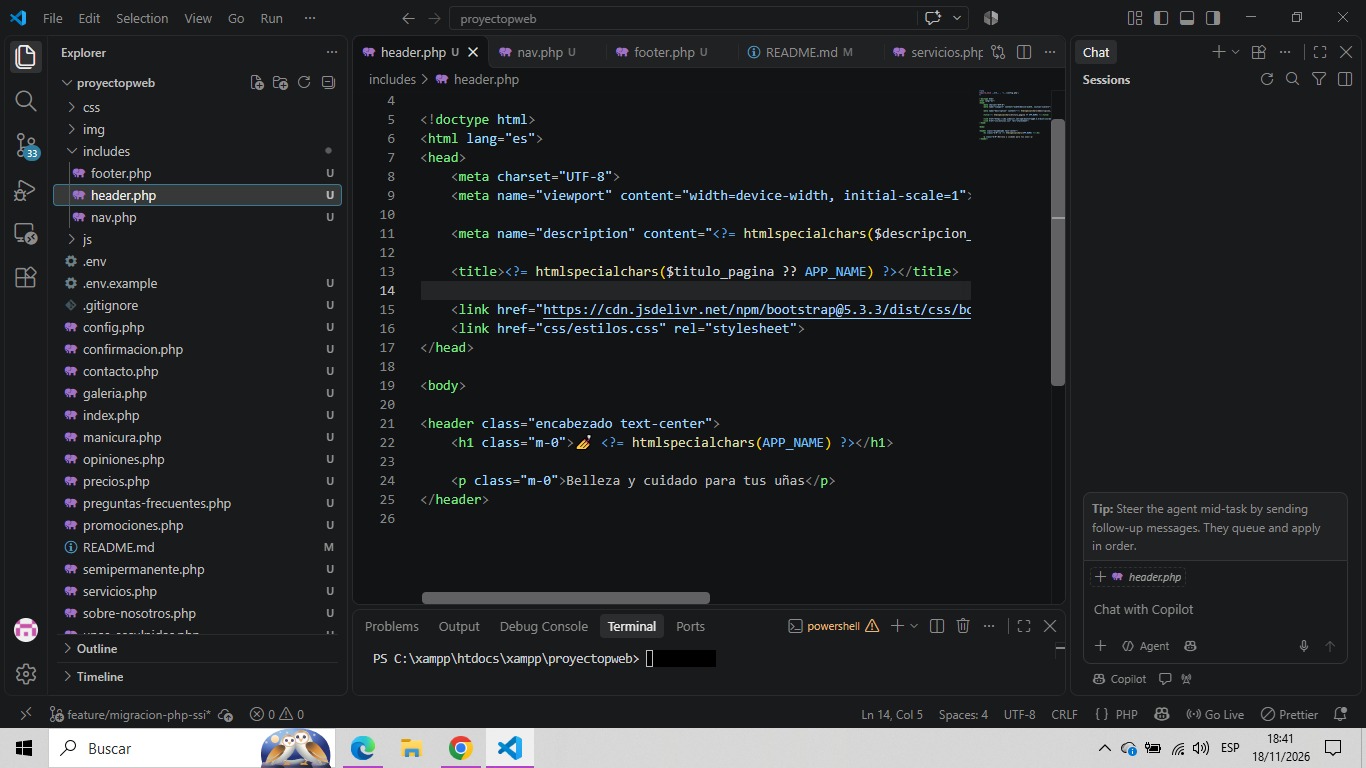 File Edit Selection View Go Run ··· proyectopweb
Explorer
proyectopweb
css
img
includes
footer.php U
header.php U
nav.php U
js
.env
.env.example U
.gitignore U
config.php U
confirmacion.php U
contacto.php U
galeria.php U
index.php U
manicura.php U
opiniones.php U
precios.php U
preguntas-frecuentes.php U
promociones.php U
README.md M
semipermanente.php U
servicios.php U
sobre-nosotros.php U
Outline
Timeline
header.php U nav.php U footer.php U README.md M servicios.php
includes > header.php
4
5 <!doctype html>
6 <html lang="es">
7 <head>
8 <meta charset="UTF-8">
9 <meta name="viewport" content="width=device-width, initial-scale=1">
10
11 <meta name="description" content="<?= htmlspecialchars($descripcion_
12
13 <title><?= htmlspecialchars($titulo_pagina ?? APP_NAME) ?></title>
14
15 <link href="https://cdn.jsdelivr.net/npm/bootstrap@5.3.3/dist/css/bo
16 <link href="css/estilos.css" rel="stylesheet">
17 </head>
18
19 <body>
20
21 <header class="encabezado text-center">
22 <h1 class="m-0">💅 <?= htmlspecialchars(APP_NAME) ?></h1>
23
24 <p class="m-0">Belleza y cuidado para tus uñas</p>
25 </header>
26
Problems Output Debug Console Terminal Ports powershell
PS C:\xampp\htdocs\xampp\proyectopweb>
Chat
Sessions
Tip: Steer the agent mid-task by sending
follow-up messages. They queue and apply
in order.
header.php
Chat with Copilot
Agent
Copilot
33
feature/migracion-php-ssi* 0 0 Ln 14, Col 5 Spaces: 4 UTF-8 CRLF { } PHP Go Live Prettier
Buscar
ESP
18:41
18/11/2026